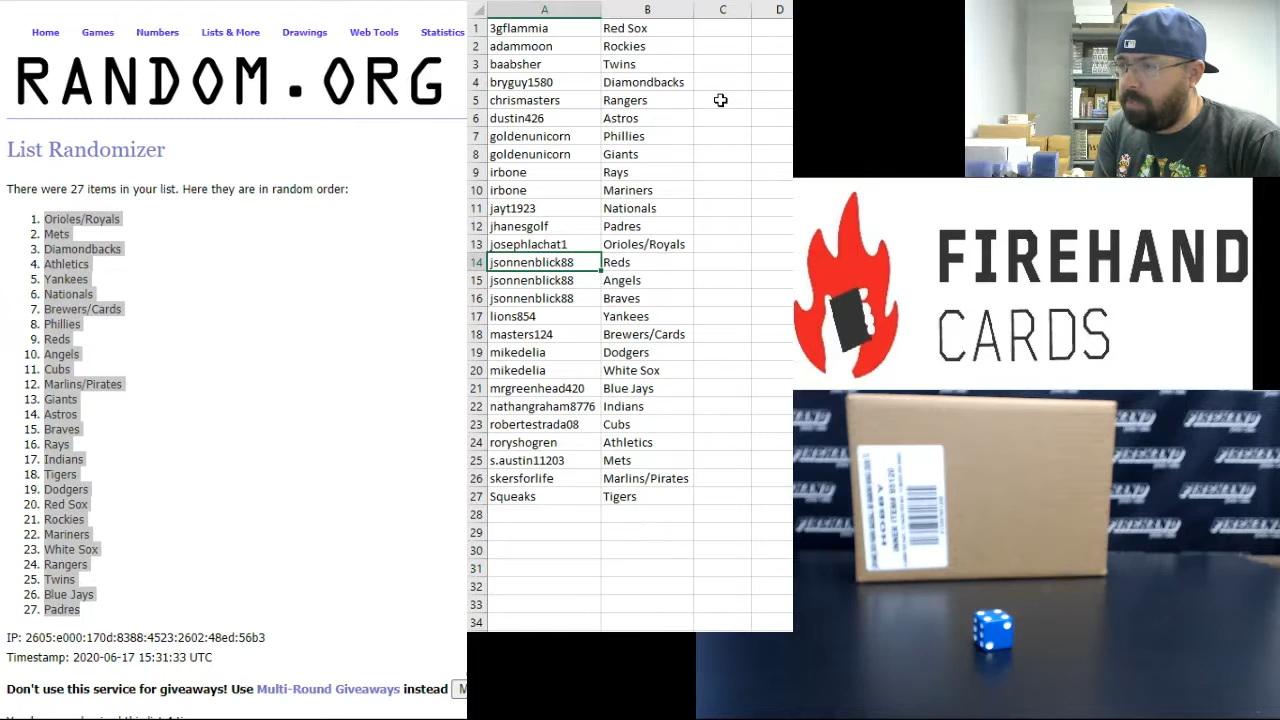 Home Games Numbers Lists & More Drawings Web Tools Statistics
RANDOM.ORG
List Randomizer
There were 27 items in your list. Here they are in random order:
1. Orioles/Royals
2. Mets
3. Diamondbacks
4. Athletics
5. Yankees
6. Nationals
7. Brewers/Cards
8. Phillies
9. Reds
10. Angels
11. Cubs
12. Marlins/Pirates
13. Giants
14. Astros
15. Braves
16. Rays
17. Indians
18. Tigers
19. Dodgers
20. Red Sox
21. Rockies
22. Mariners
23. White Sox
24. Rangers
25. Twins
26. Blue Jays
27. Padres
IP: 2605:e000:170d:8388:4523:2602:48ed:56b3
Timestamp: 2020-06-17 15:31:33 UTC
Don't use this service for giveaways! Use Multi-Round Giveaways instead
A B C D
1 3gflammia Red Sox
2 adammoon Rockies
3 baabsher Twins
4 bryguy1580 Diamondbacks
5 chrismasters Rangers
6 dustin426 Astros
7 goldenunicorn Phillies
8 goldenunicorn Giants
9 irbone Rays
10 irbone Mariners
11 jayt1923 Nationals
12 jhanesgolf Padres
13 josephlachat1 Orioles/Royals
14 jsonnenblick88 Reds
15 jsonnenblick88 Angels
16 jsonnenblick88 Braves
17 lions854 Yankees
18 masters124 Brewers/Cards
19 mikedelia Dodgers
20 mikedelia White Sox
21 mrgreenhead420 Blue Jays
22 nathangraham8776 Indians
23 robertestrada08 Cubs
24 roryshogren Athletics
25 s.austin11203 Mets
26 skersforlife Marlins/Pirates
27 Squeaks Tigers
28
29
30
31
32
33
34
FIREHAND
CARDS